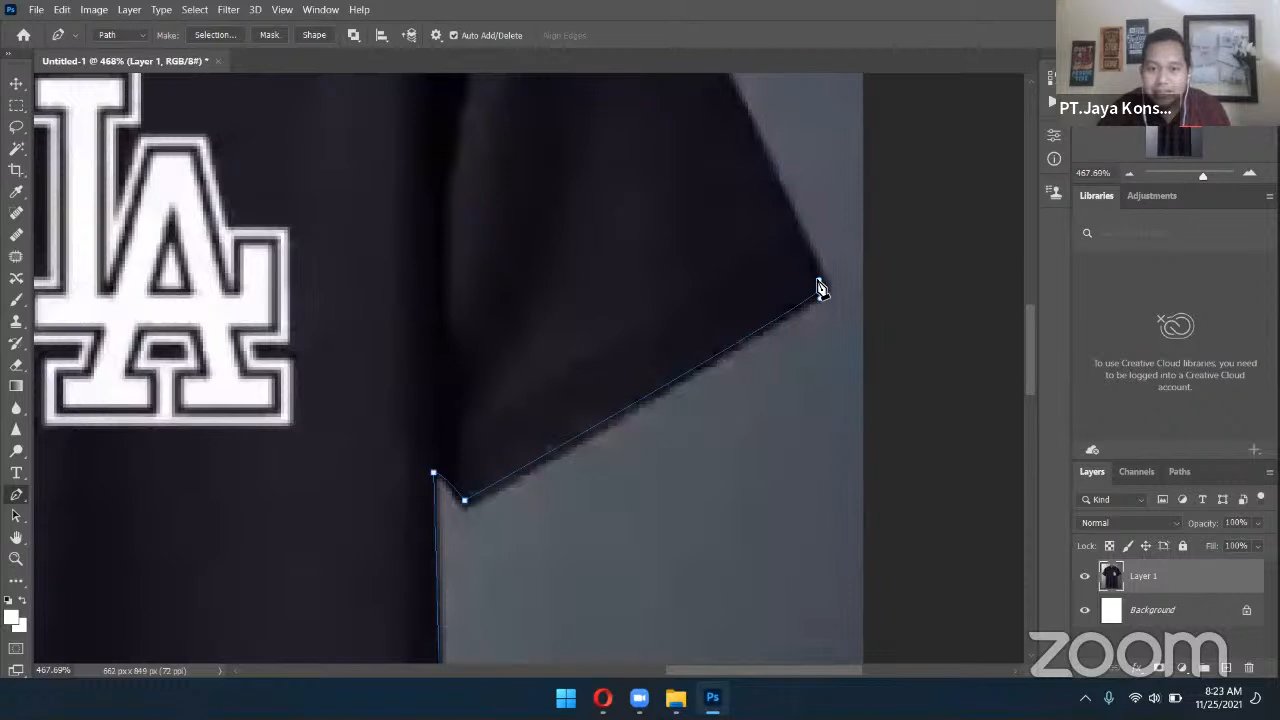 Ps File Edit Image Layer Type Select Filter 3D View Window Help
Path Make: Selection... Mask Shape Auto Add/Delete Align Edges
Untitled-1 @ 468% (Layer 1, RGB/8#) *
PT.Jaya Kons...
467.69%
Libraries Adjustments
LA
To use Creative Cloud libraries, you need
to be logged into a Creative Cloud
account.
Layers Channels Paths
Kind
Normal Opacity: 100%
Lock: Fill: 100%
Layer 1
Background
zoom
467.69% 662 px x 849 px (72 ppi)
Ps
8:23 AM
11/25/2021